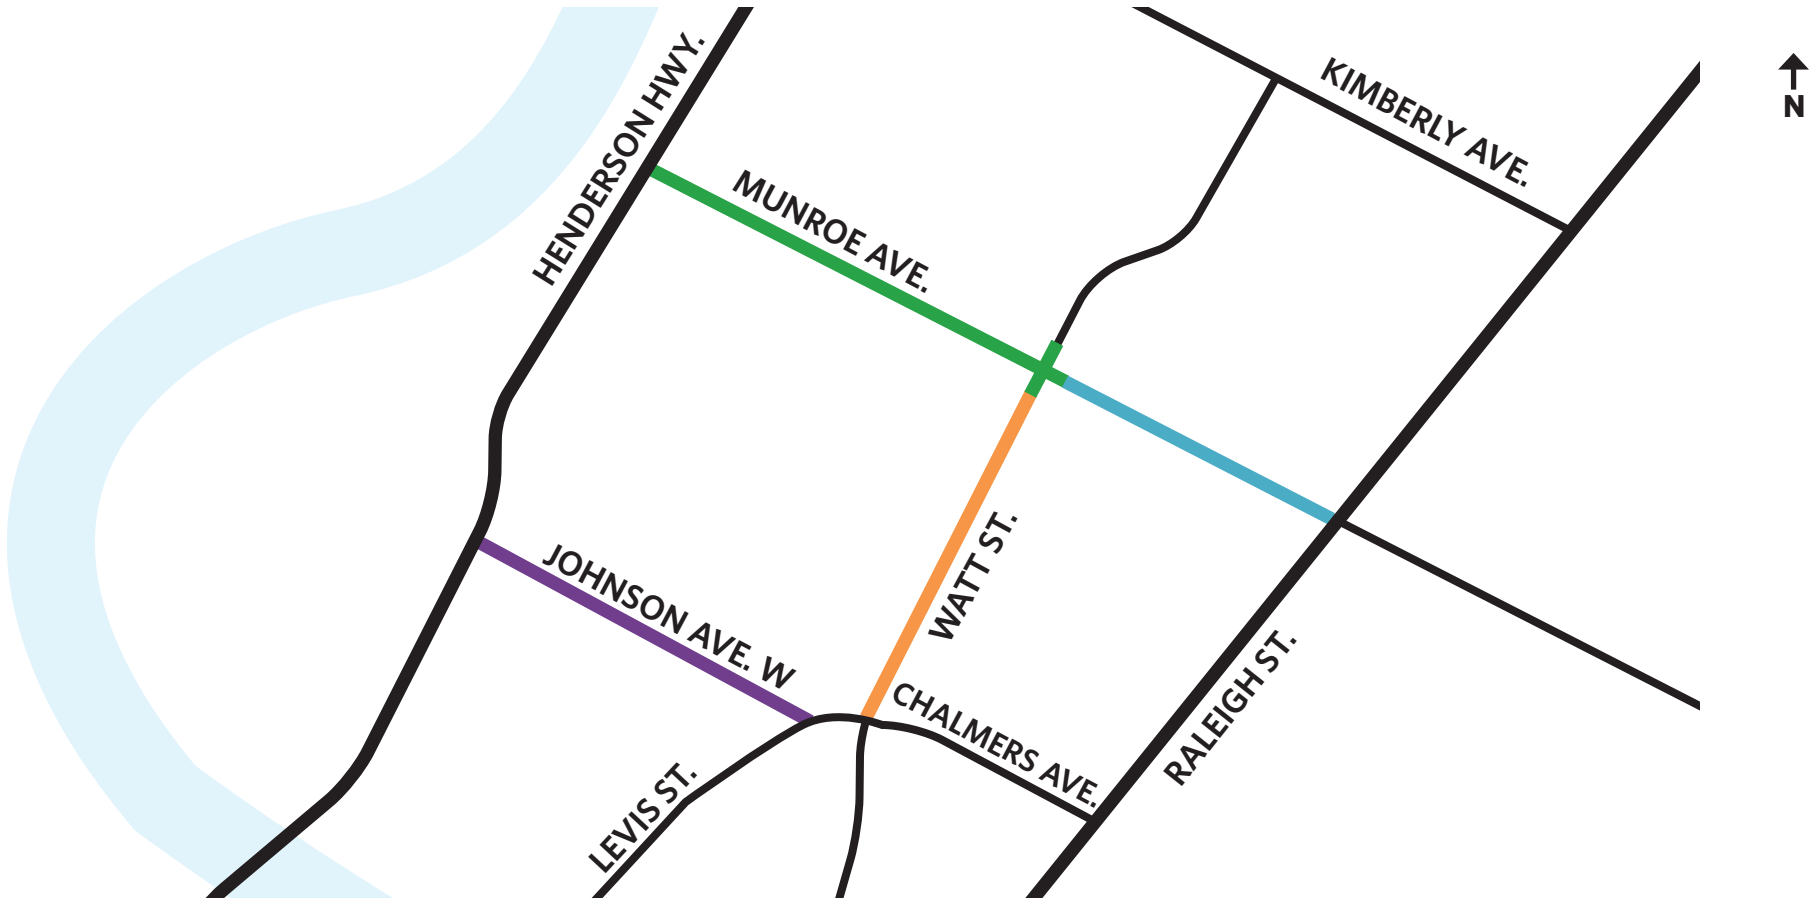 HENDERSON HWY.
KIMBERLY AVE.
N
MUNROE AVE.
WATT ST.
JOHNSON AVE. W
CHALMERS AVE.
RALEIGH ST.
LEVIS ST.